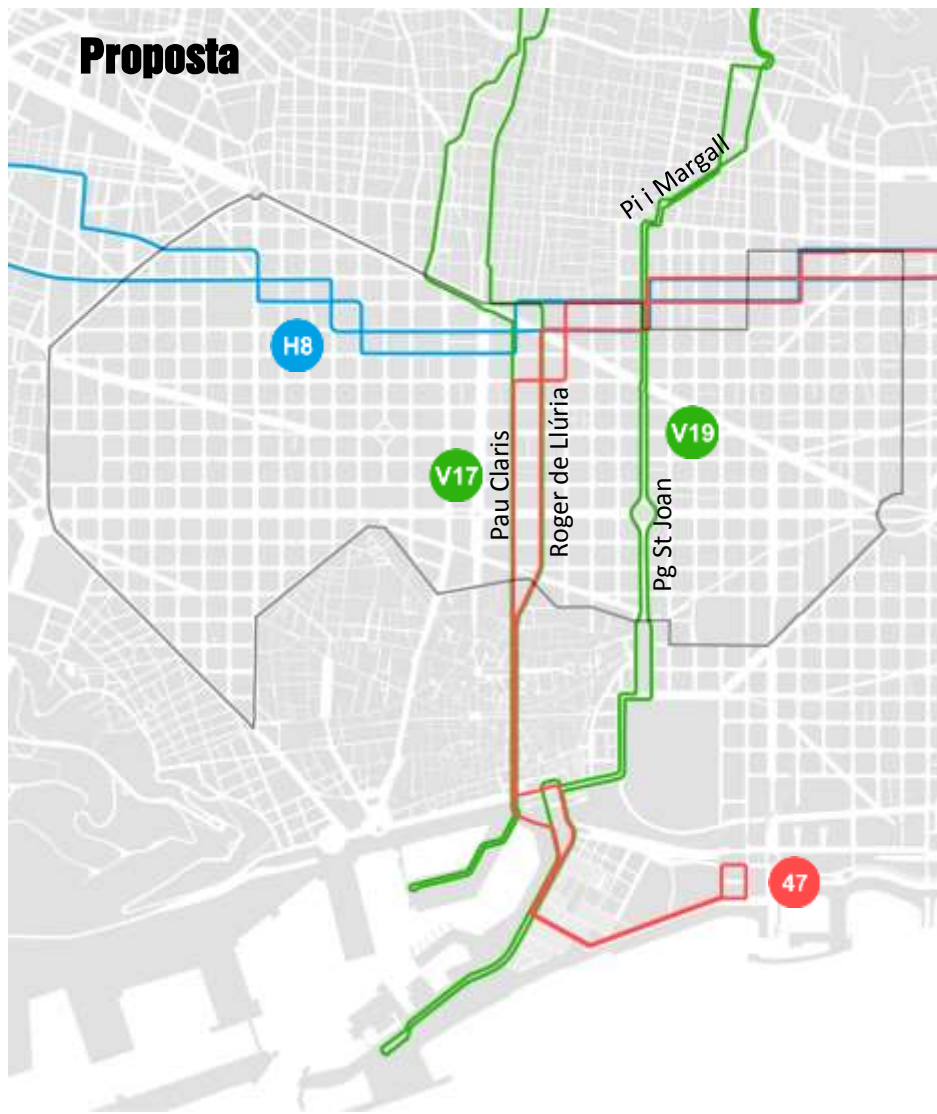 Proposta
Pi i Margall
H8
V19
V17
Pau Claris
Roger de Llúria
Pg St Joan
47